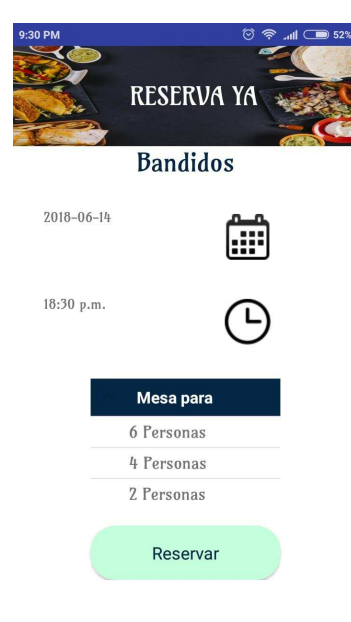 9:30 PM 52%
RESERVA YA
Bandidos
2018-06-14
18:30 p.m.
Mesa para
6 Personas
4 Personas
2 Personas
Reservar